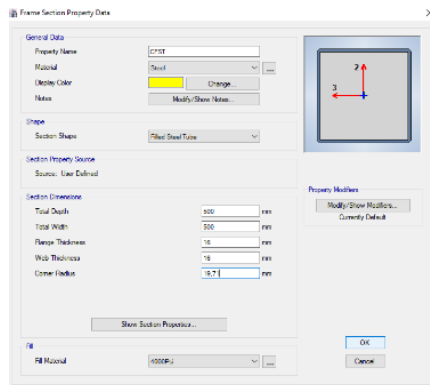 Frame Section Property Data
General Data
Property Name CFST
Material Steel ...
Display Color Change...
Notes Modify/Show Notes...
Shape
Section Shape Filled Steel Tube
Section Property Source
Source: User Defined
Section Dimensions
Total Depth 500 mm
Total Width 500 mm
Flange Thickness 16 mm
Web Thickness 16 mm
Corner Radius 19,71 mm
Show Section Properties...
Fill
Fill Material 4000Psi ...
2
3
Property Modifiers
Modify/Show Modifiers...
Currently Default
OK
Cancel